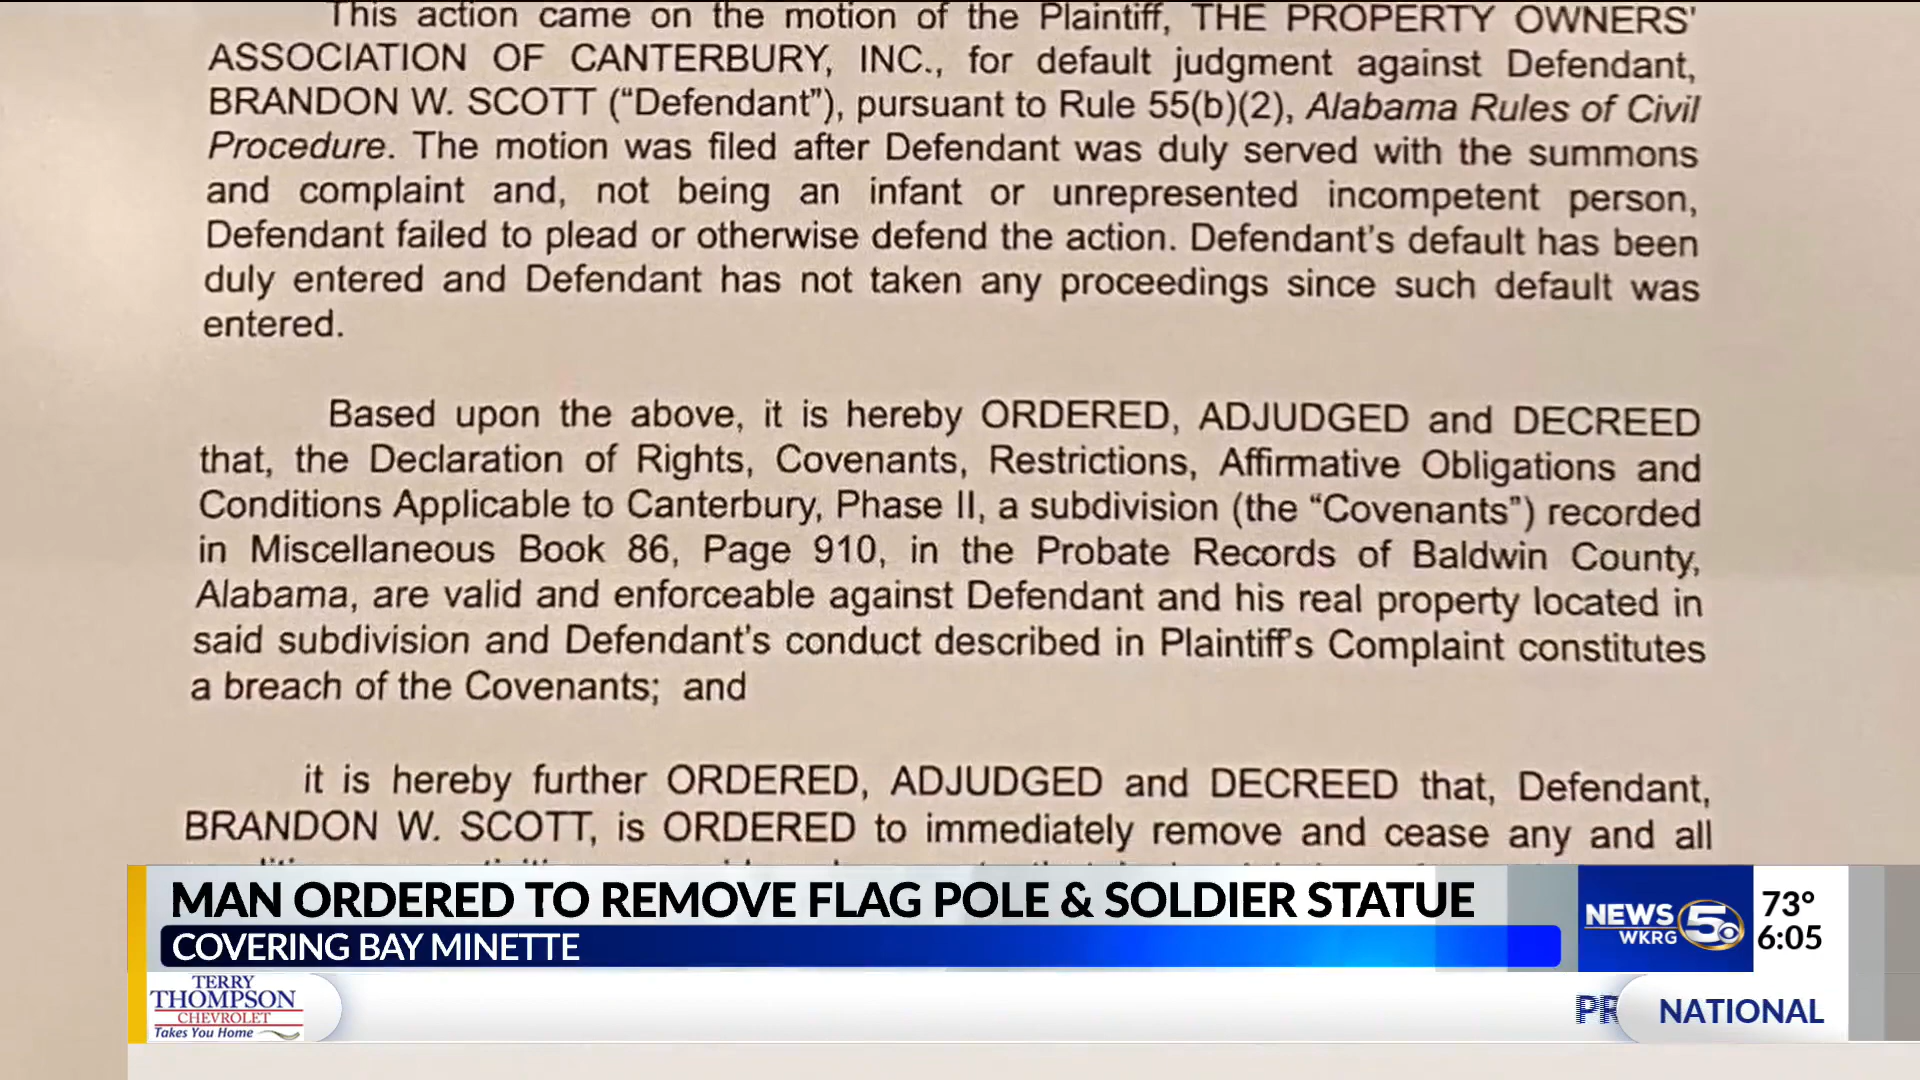 This action came on the motion of the Plaintiff, THE PROPERTY OWNERS'
ASSOCIATION OF CANTERBURY, INC., for default judgment against Defendant,
BRANDON W. SCOTT (“Defendant”), pursuant to Rule 55(b)(2), Alabama Rules of Civil
Procedure. The motion was filed after Defendant was duly served with the summons
and complaint and, not being an infant or unrepresented incompetent person,
Defendant failed to plead or otherwise defend the action. Defendant's default has been
duly entered and Defendant has not taken any proceedings since such default was
entered.
Based upon the above, it is hereby ORDERED, ADJUDGED and DECREED
that, the Declaration of Rights, Covenants, Restrictions, Affirmative Obligations and
Conditions Applicable to Canterbury, Phase II, a subdivision (the “Covenants”) recorded
in Miscellaneous Book 86, Page 910, in the Probate Records of Baldwin County,
Alabama, are valid and enforceable against Defendant and his real property located in
said subdivision and Defendant's conduct described in Plaintiff's Complaint constitutes
a breach of the Covenants; and
it is hereby further ORDERED, ADJUDGED and DECREED that, Defendant,
BRANDON W. SCOTT, is ORDERED to immediately remove and cease any and all
MAN ORDERED TO REMOVE FLAG POLE & SOLDIER STATUE
COVERING BAY MINETTE
NEWS 5
WKRG
73°
6:05
TERRY
THOMPSON
CHEVROLET
Takes You Home
PR
NATIONAL